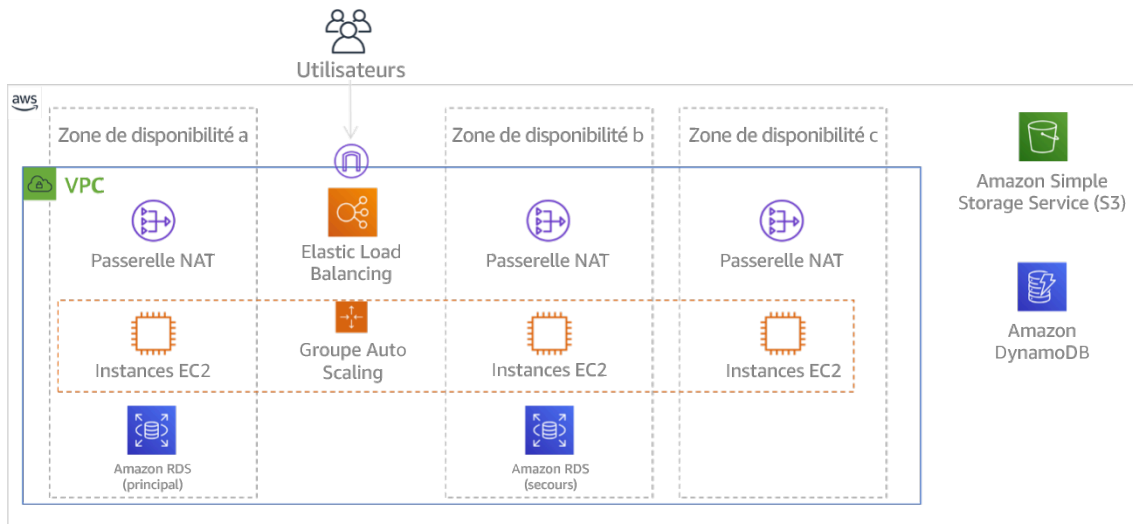 Utilisateurs
aws
Zone de disponibilité a
Zone de disponibilité b
Zone de disponibilité c
VPC
Amazon Simple
Storage Service (S3)
Passerelle NAT
Elastic Load
Balancing
Passerelle NAT
Passerelle NAT
Amazon
DynamoDB
Instances EC2
Groupe Auto
Scaling
Instances EC2
Instances EC2
Amazon RDS
(principal)
Amazon RDS
(secours)